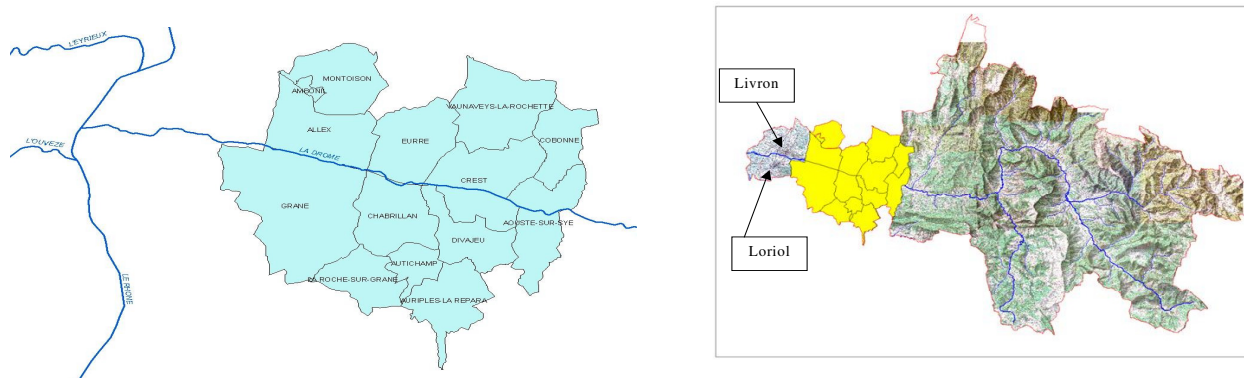 L'EYRIEUX
MONTOISON
AMBONIL
VAUNAVEYS-LA-ROCHETTE
ALLEX
EURRE
COBONNE
L'OUVEZE
LA DROME
CREST
GRANE
CHABRILLAN
AOUSTE-SUR-SYE
DIVAJEU
AUTICHAMP
LA ROCHE-SUR-GRANE
AURIPLES-LA REPARA
LE RHONE
Livron
Loriol